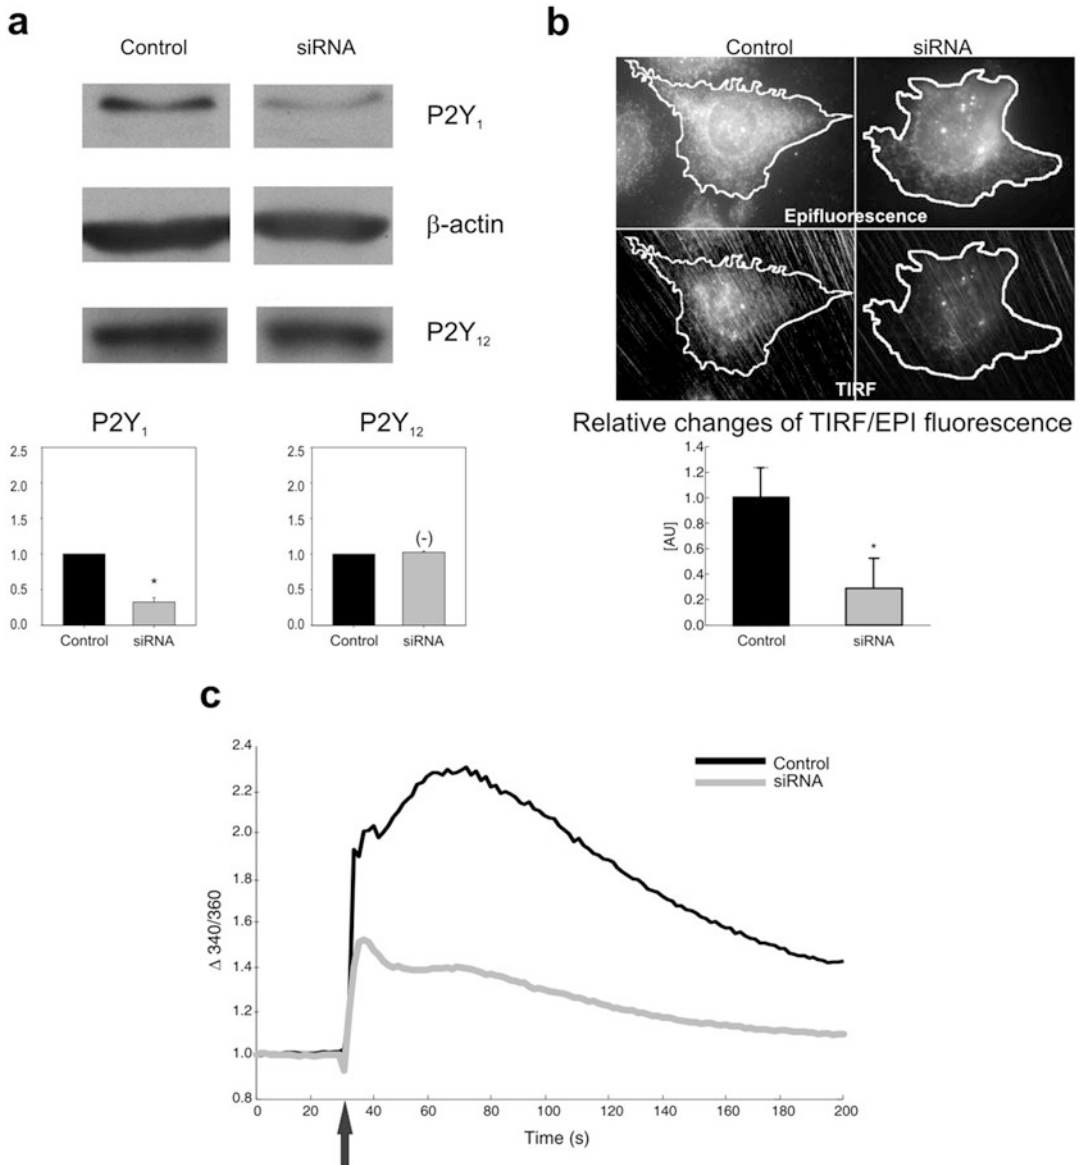 a
Control siRNA
P2Y₁
β-actin
P2Y₁₂
P2Y₁
2.5
2.0
1.5
1.0
0.5
0.0
*
Control siRNA
P2Y₁₂
2.5
2.0
1.5
1.0
0.5
0.0
(-)
Control siRNA
b
Control siRNA
Epifluorescence
TIRF
Relative changes of TIRF/EPI fluorescence
[AU]
1.4
1.2
1.0
0.8
0.6
0.4
0.2
0.0
*
Control siRNA
c
Δ 340/360
2.4
2.2
2.0
1.8
1.6
1.4
1.2
1.0
0.8
Control
siRNA
0 20 40 60 80 100 120 140 160 180 200
Time (s)